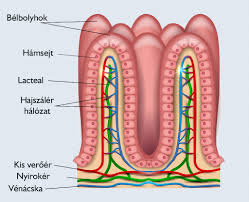 Bélbolyhok
Hámsejt
Lacteal
Hajszálér
hálózat
Kis verőér
Nyirokér
Vénácska